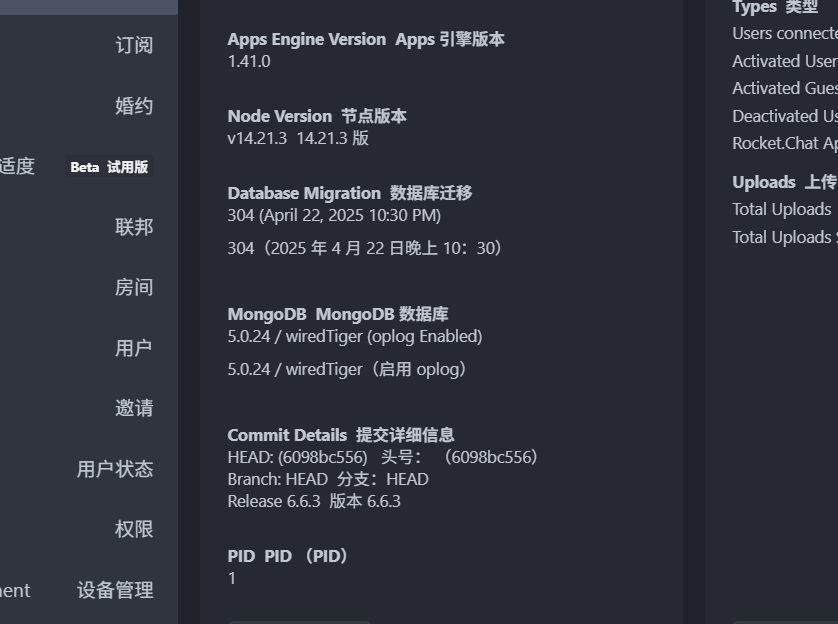 订阅
婚约
适度 Beta 试用版
联邦
房间
用户
邀请
用户状态
权限
设备管理
Apps Engine Version Apps 引擎版本
1.41.0
Node Version 节点版本
v14.21.3 14.21.3 版
Database Migration 数据库迁移
304 (April 22, 2025 10:30 PM)
304（2025 年 4 月 22 日晚上 10：30）
MongoDB MongoDB 数据库
5.0.24 / wiredTiger (oplog Enabled)
5.0.24 / wiredTiger（启用 oplog）
Commit Details 提交详细信息
HEAD: (6098bc556) 头号： （6098bc556）
Branch: HEAD 分支：HEAD
Release 6.6.3 版本 6.6.3
PID PID （PID）
1
Types 类型
Users
Activated
Activated
Deactivated
Rocket.Chat
Uploads 上传
Total Uploads
Total Uploads